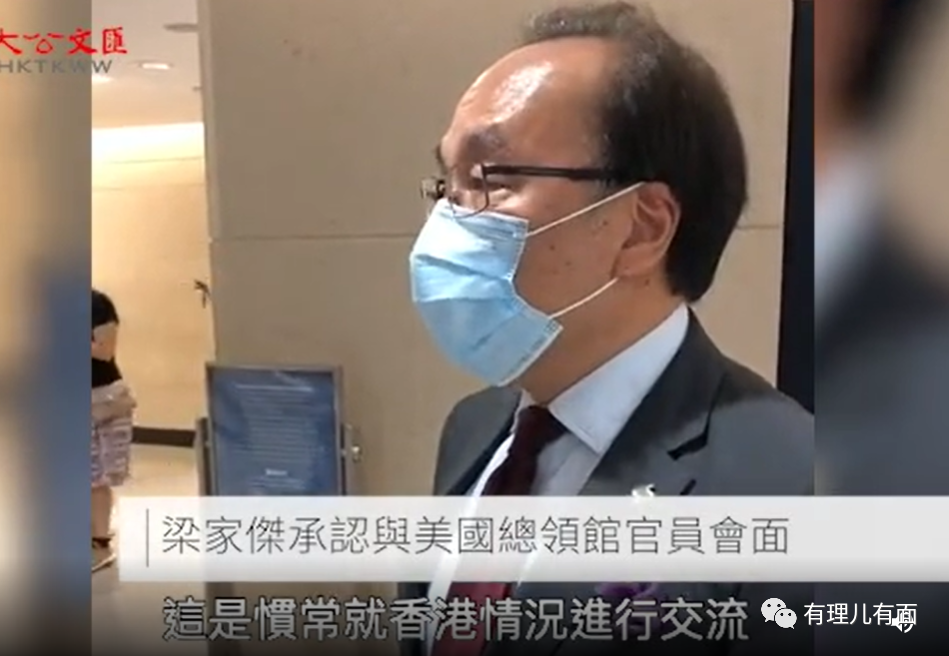 大公文匯
HKTKWW
梁家傑承認與美國總領館官員會面
這是慣常就香港情況進行交流
有理儿有面